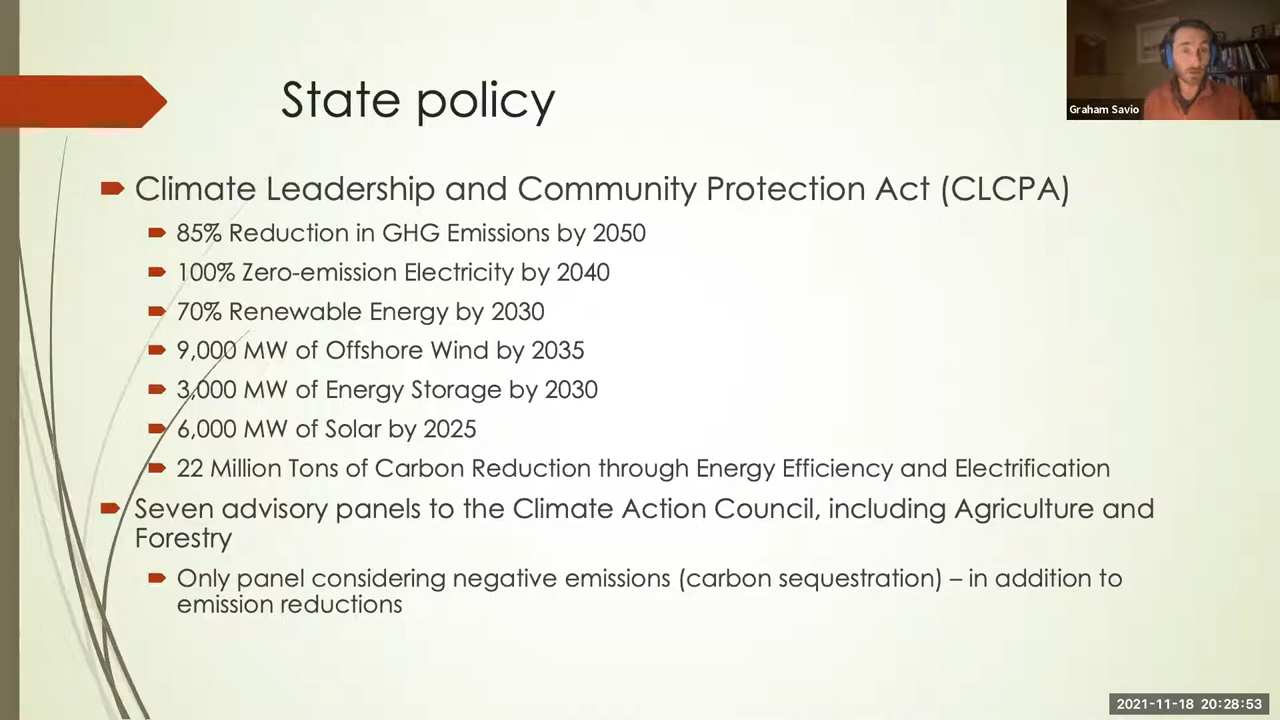 Graham Savio
State policy
Climate Leadership and Community Protection Act (CLCPA)
85% Reduction in GHG Emissions by 2050
100% Zero-emission Electricity by 2040
70% Renewable Energy by 2030
9,000 MW of Offshore Wind by 2035
3,000 MW of Energy Storage by 2030
6,000 MW of Solar by 2025
22 Million Tons of Carbon Reduction through Energy Efficiency and Electrification
Seven advisory panels to the Climate Action Council, including Agriculture and
Forestry
Only panel considering negative emissions (carbon sequestration) – in addition to
emission reductions
2021-11-18 20:28:53